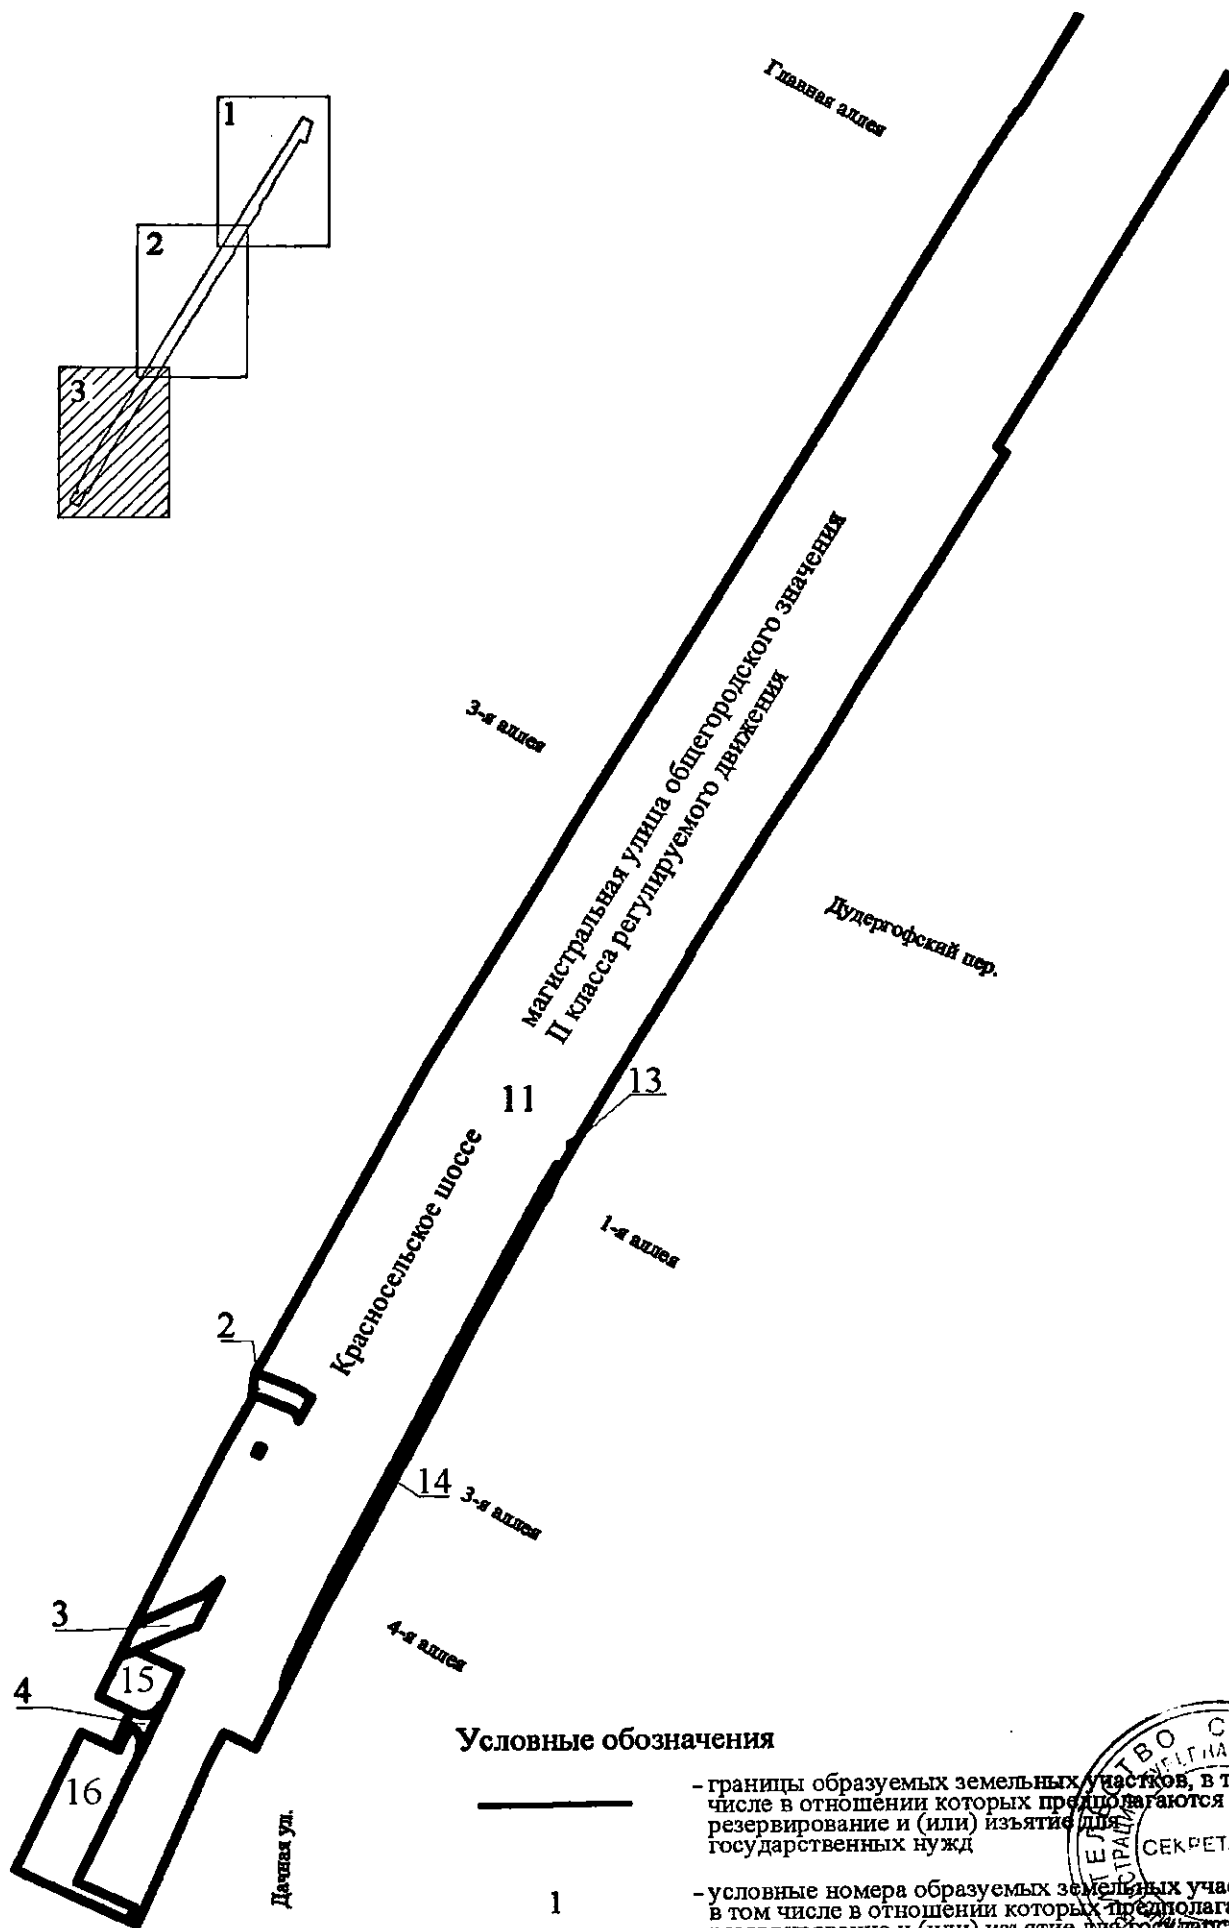 Главная аллея
1
2
3
3-я аллея
магистральная улица общегородского значения
II класса регулируемого движения
Дудергофский пер.
11
13
Красносельское шоссе
1-я аллея
2
14
3-я аллея
3
4-я аллея
15
4
16
Дачная ул.
Условные обозначения
- границы образуемых земельных участков, в т
числе в отношении которых предполагаются
резервирование и (или) изъятие для
государственных нужд
1
- условные номера образуемых земельных учас
в том числе в отношении которых предполага